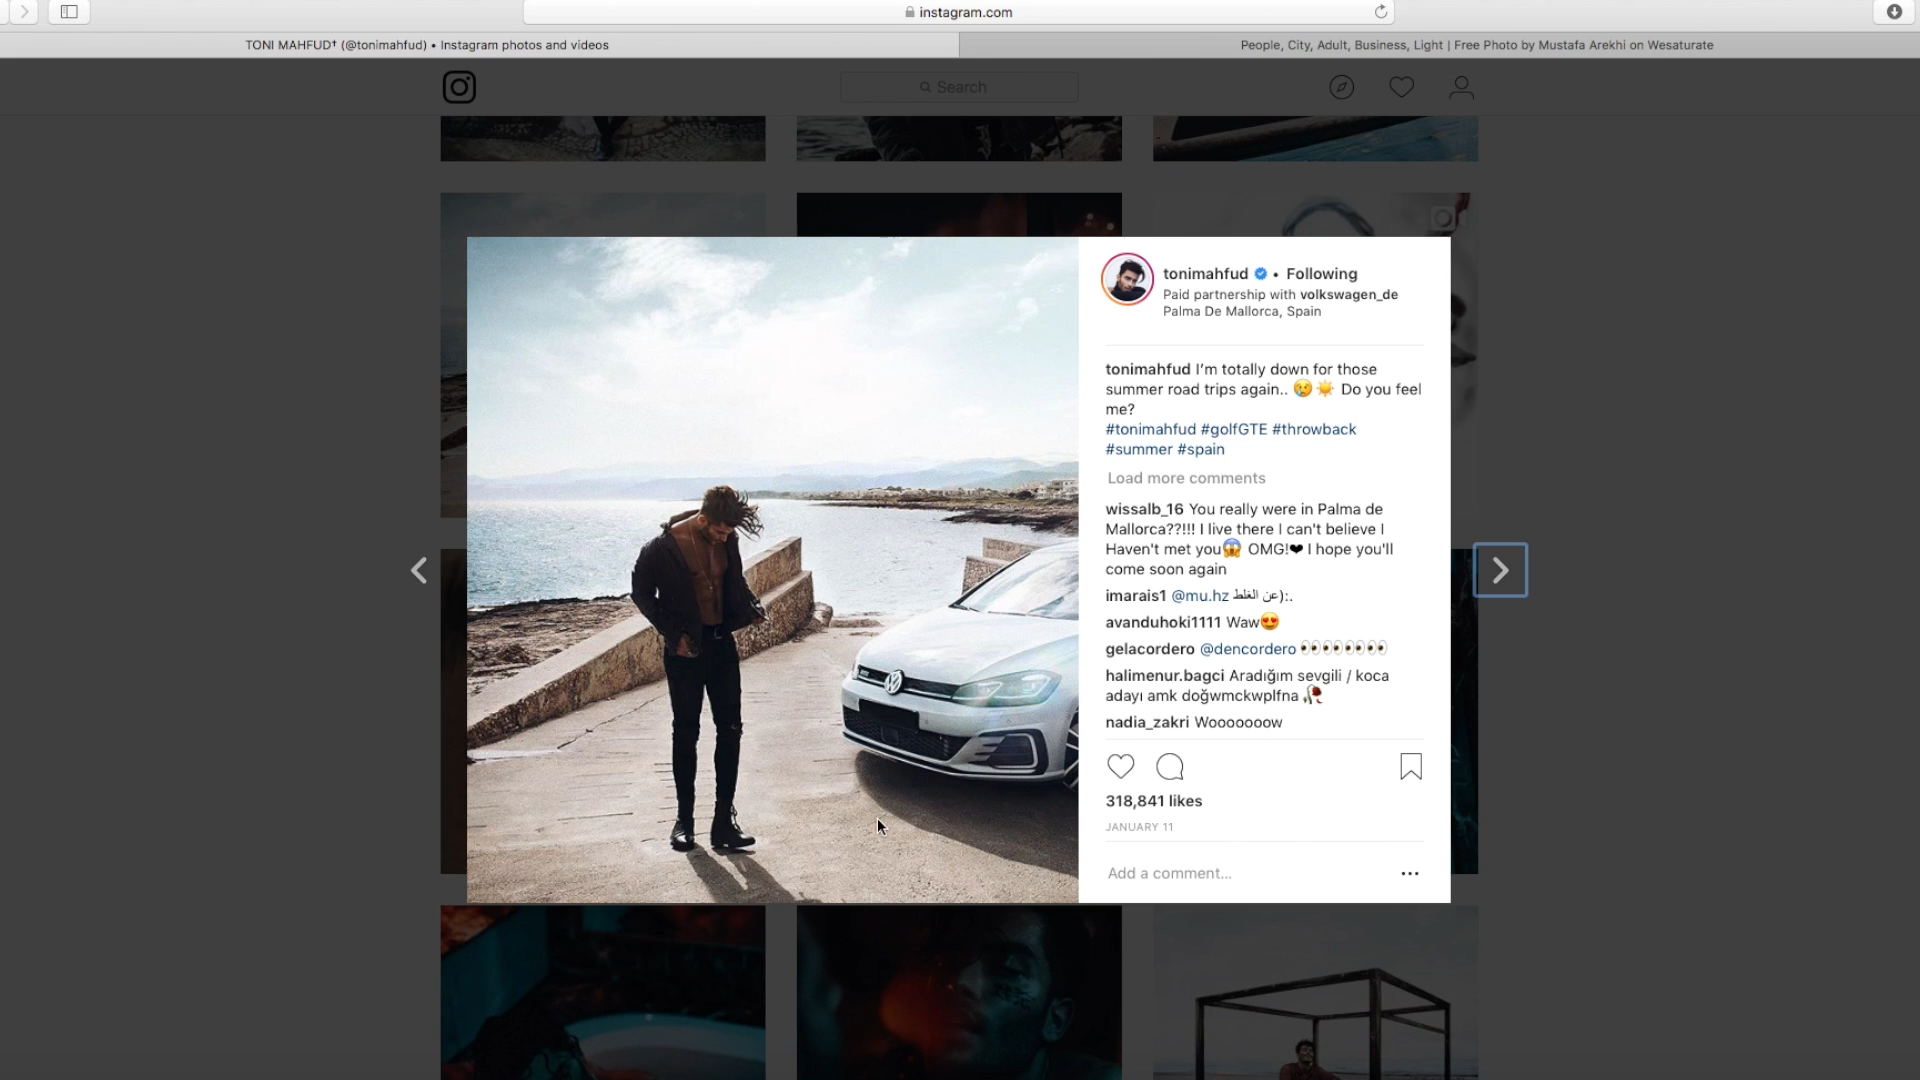 instagram.com
TONI MAHFUD† (@tonimahfud) • Instagram photos and videos
People, City, Adult, Business, Light | Free Photo by Mustafa Arekhi on Wesaturate
Search
tonimahfud • Following
Paid partnership with volkswagen_de
Palma De Mallorca, Spain
tonimahfud I’m totally down for those
summer road trips again.. 😢☀️ Do you feel
me?
#tonimahfud #golfGTE #throwback
#summer #spain
Load more comments
wissalb_16 You really were in Palma de
Mallorca??!!! I live there I can't believe I
Haven't met you😱 OMG!❤ I hope you'll
come soon again
imarais1 @mu.hz عن الغلط):.
avanduhoki1111 Waw😍
gelacordero @dencordero 👀👀👀👀
halimenur.bagci Aradığım sevgili / koca
adayı amk doğwmckwplfna 🥀
nadia_zakri Wooooooow
318,841 likes
JANUARY 11
Add a comment...